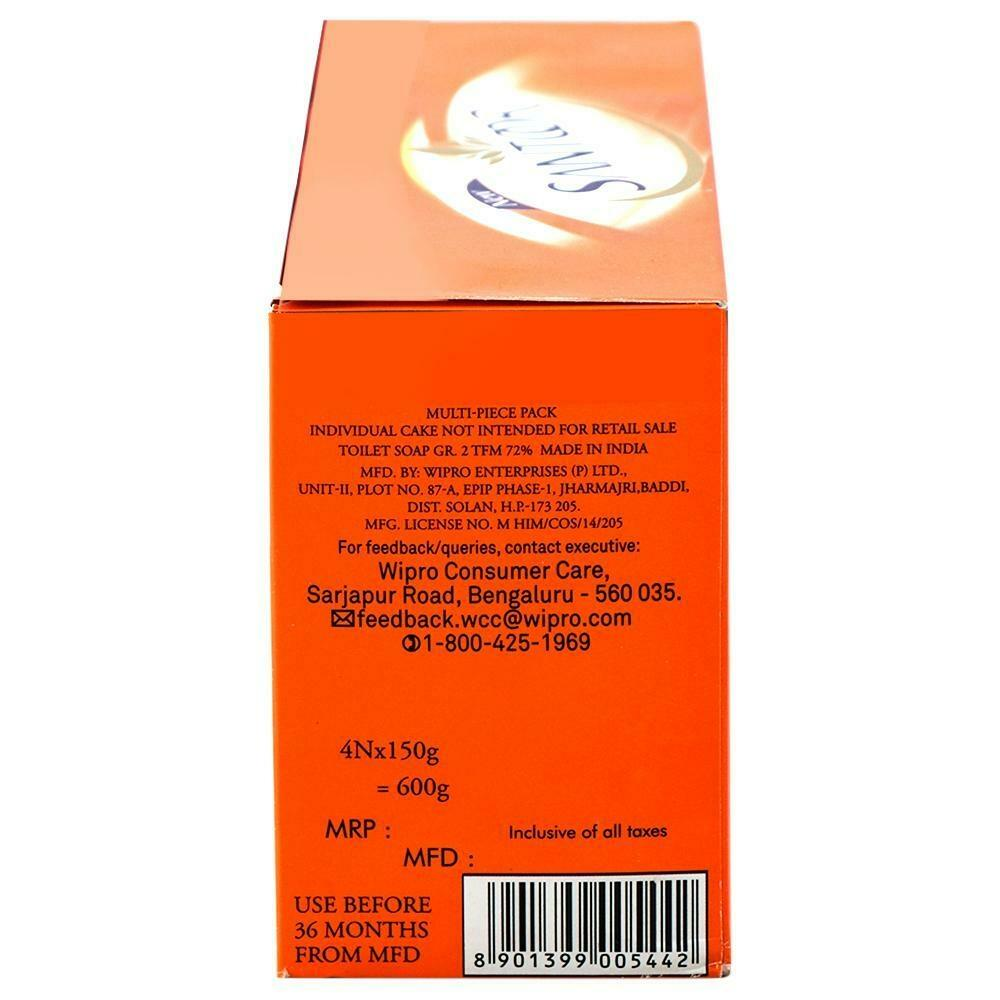 SANTOOR
New
MULTI-PIECE PACK
INDIVIDUAL CAKE NOT INTENDED FOR RETAIL SALE
TOILET SOAP GR. 2 TFM 72% MADE IN INDIA
MFD. BY: WIPRO ENTERPRISES (P) LTD.,
UNIT-II, PLOT NO. 87-A, EPIP PHASE-1, JHARMAJRI,BADDI,
DIST. SOLAN, H.P.-173 205.
MFG. LICENSE NO. M HIM/COS/14/205
For feedback/queries, contact executive:
Wipro Consumer Care,
Sarjapur Road, Bengaluru - 560 035.
feedback.wcc@wipro.com
1-800-425-1969
4Nx150g
= 600g
MRP :
Inclusive of all taxes
MFD :
USE BEFORE
36 MONTHS
FROM MFD
8 901399 005442